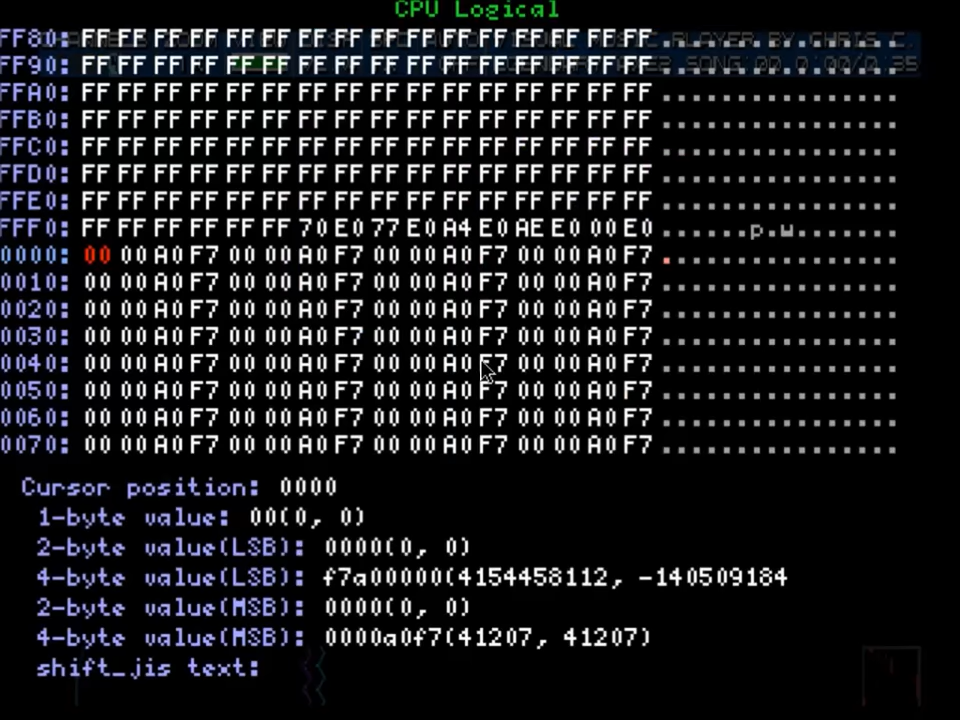 CPU Logical
FF80: FF FF FF FF FF FF FF FF FF FF FF FF FF FF FF FF ................
FF90: FF FF FF FF FF FF FF FF FF FF FF FF FF FF FF FF ................
FFA0: FF FF FF FF FF FF FF FF FF FF FF FF FF FF FF FF ................
FFB0: FF FF FF FF FF FF FF FF FF FF FF FF FF FF FF FF ................
FFC0: FF FF FF FF FF FF FF FF FF FF FF FF FF FF FF FF ................
FFD0: FF FF FF FF FF FF FF FF FF FF FF FF FF FF FF FF ................
FFE0: FF FF FF FF FF FF FF FF FF FF FF FF FF FF FF FF ................
FFF0: FF FF FF FF FF FF 70 E0 77 E0 A4 E0 AE E0 00 E0 ......p.w.......
0000: 00 00 A0 F7 00 00 A0 F7 00 00 A0 F7 00 00 A0 F7 ................
0010: 00 00 A0 F7 00 00 A0 F7 00 00 A0 F7 00 00 A0 F7 ................
0020: 00 00 A0 F7 00 00 A0 F7 00 00 A0 F7 00 00 A0 F7 ................
0030: 00 00 A0 F7 00 00 A0 F7 00 00 A0 F7 00 00 A0 F7 ................
0040: 00 00 A0 F7 00 00 A0 F7 00 00 A0 F7 00 00 A0 F7 ................
0050: 00 00 A0 F7 00 00 A0 F7 00 00 A0 F7 00 00 A0 F7 ................
0060: 00 00 A0 F7 00 00 A0 F7 00 00 A0 F7 00 00 A0 F7 ................
0070: 00 00 A0 F7 00 00 A0 F7 00 00 A0 F7 00 00 A0 F7 ................
Cursor position: 0000
1-byte value: 00(0, 0)
2-byte value(LSB): 0000(0, 0)
4-byte value(LSB): f7a00000(4154458112, -140509184
2-byte value(MSB): 0000(0, 0)
4-byte value(MSB): 0000a0f7(41207, 41207)
shift_jis text: